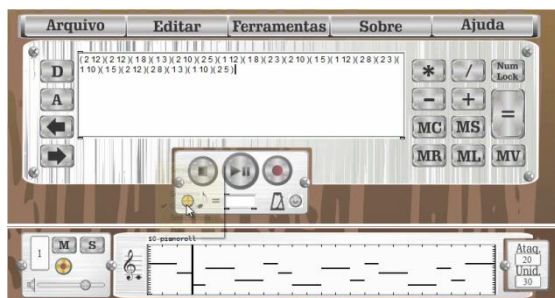 Arquivo Editar Ferramentas Sobre Ajuda
D
A
( 2 12 )( 2 12 )( 1 8 )( 1 3 )( 2 10 )( 2 5 )( 1 12 )( 1 8 )( 2 3 )( 2 10 )( 1 5 )( 1 12 )( 2 8 )( 2 3 )(
1 10 )( 1 5 )( 2 12 )( 2 8 )( 1 3 )( 1 10 )( 2 5 )
* / Num Lock
- + =
MC MS
MR ML MV
=
$0-pianoroll
1 M S
Ataq.
20
Unid.
30